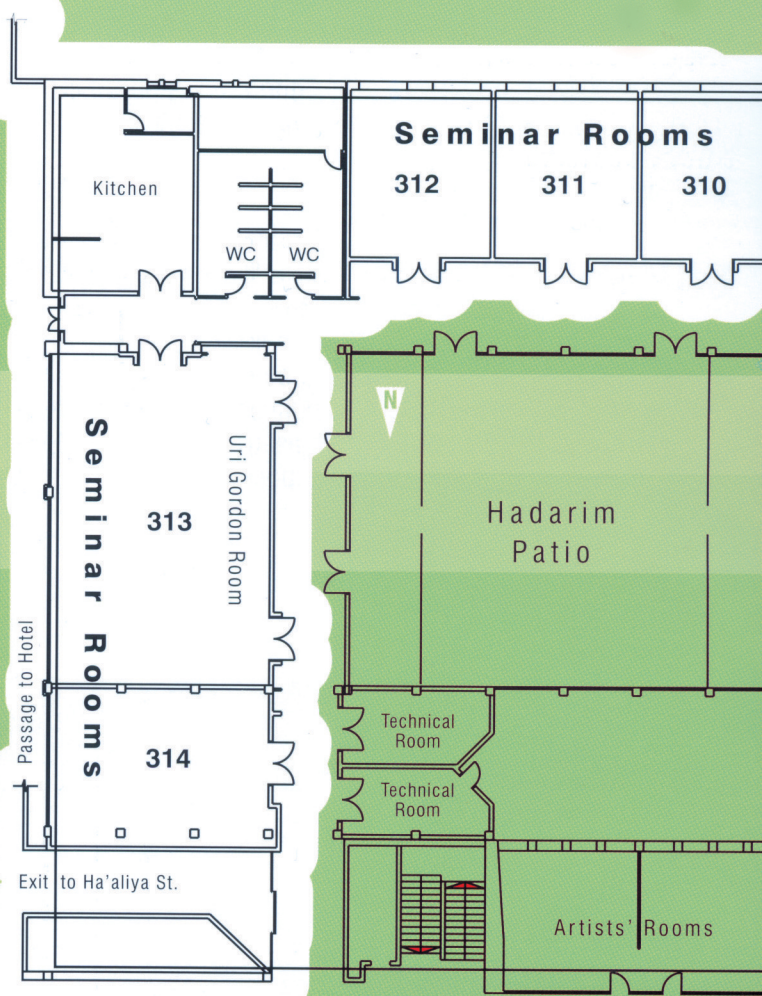 Seminar Rooms
312
311
310
Kitchen
WC
WC
N
Seminar Rooms
313
Uri Gordon Room
Hadarim
Patio
Passage to Hotel
314
Technical
Room
Technical
Room
Exit to Ha'aliya St.
Artists' Rooms